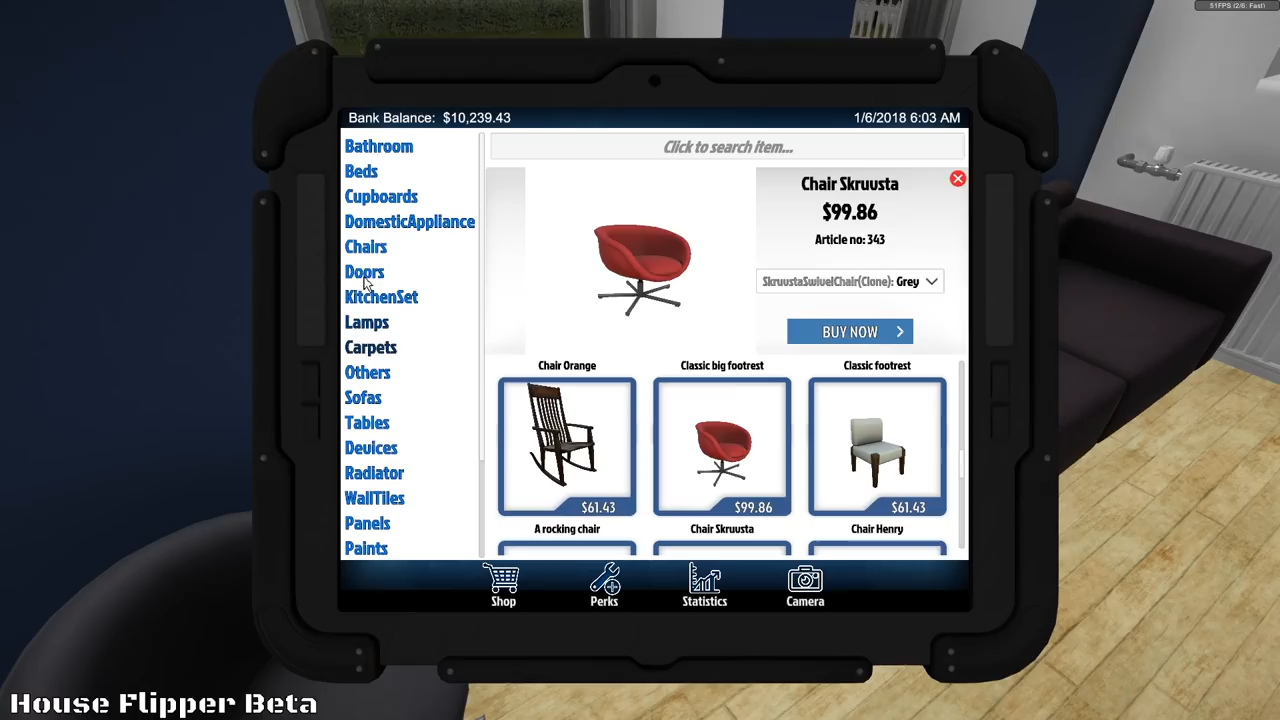 51FPS (2/6: Fast)
Bank Balance: $10,239.43
1/6/2018 6:03 AM
Bathroom
Beds
Cupboards
DomesticAppliance
Chairs
Doors
KitchenSet
Lamps
Carpets
Others
Sofas
Tables
Devices
Radiator
WallTiles
Panels
Paints
Click to search item...
Chair Skruusta
$99.86
Article no: 343
SkruustaSwivelChair(Clone): Grey
BUY NOW
Chair Orange
Classic big footrest
Classic footrest
$61.43
$99.86
$61.43
A rocking chair
Chair Skruusta
Chair Henry
Shop
Perks
Statistics
Camera
House Flipper Beta